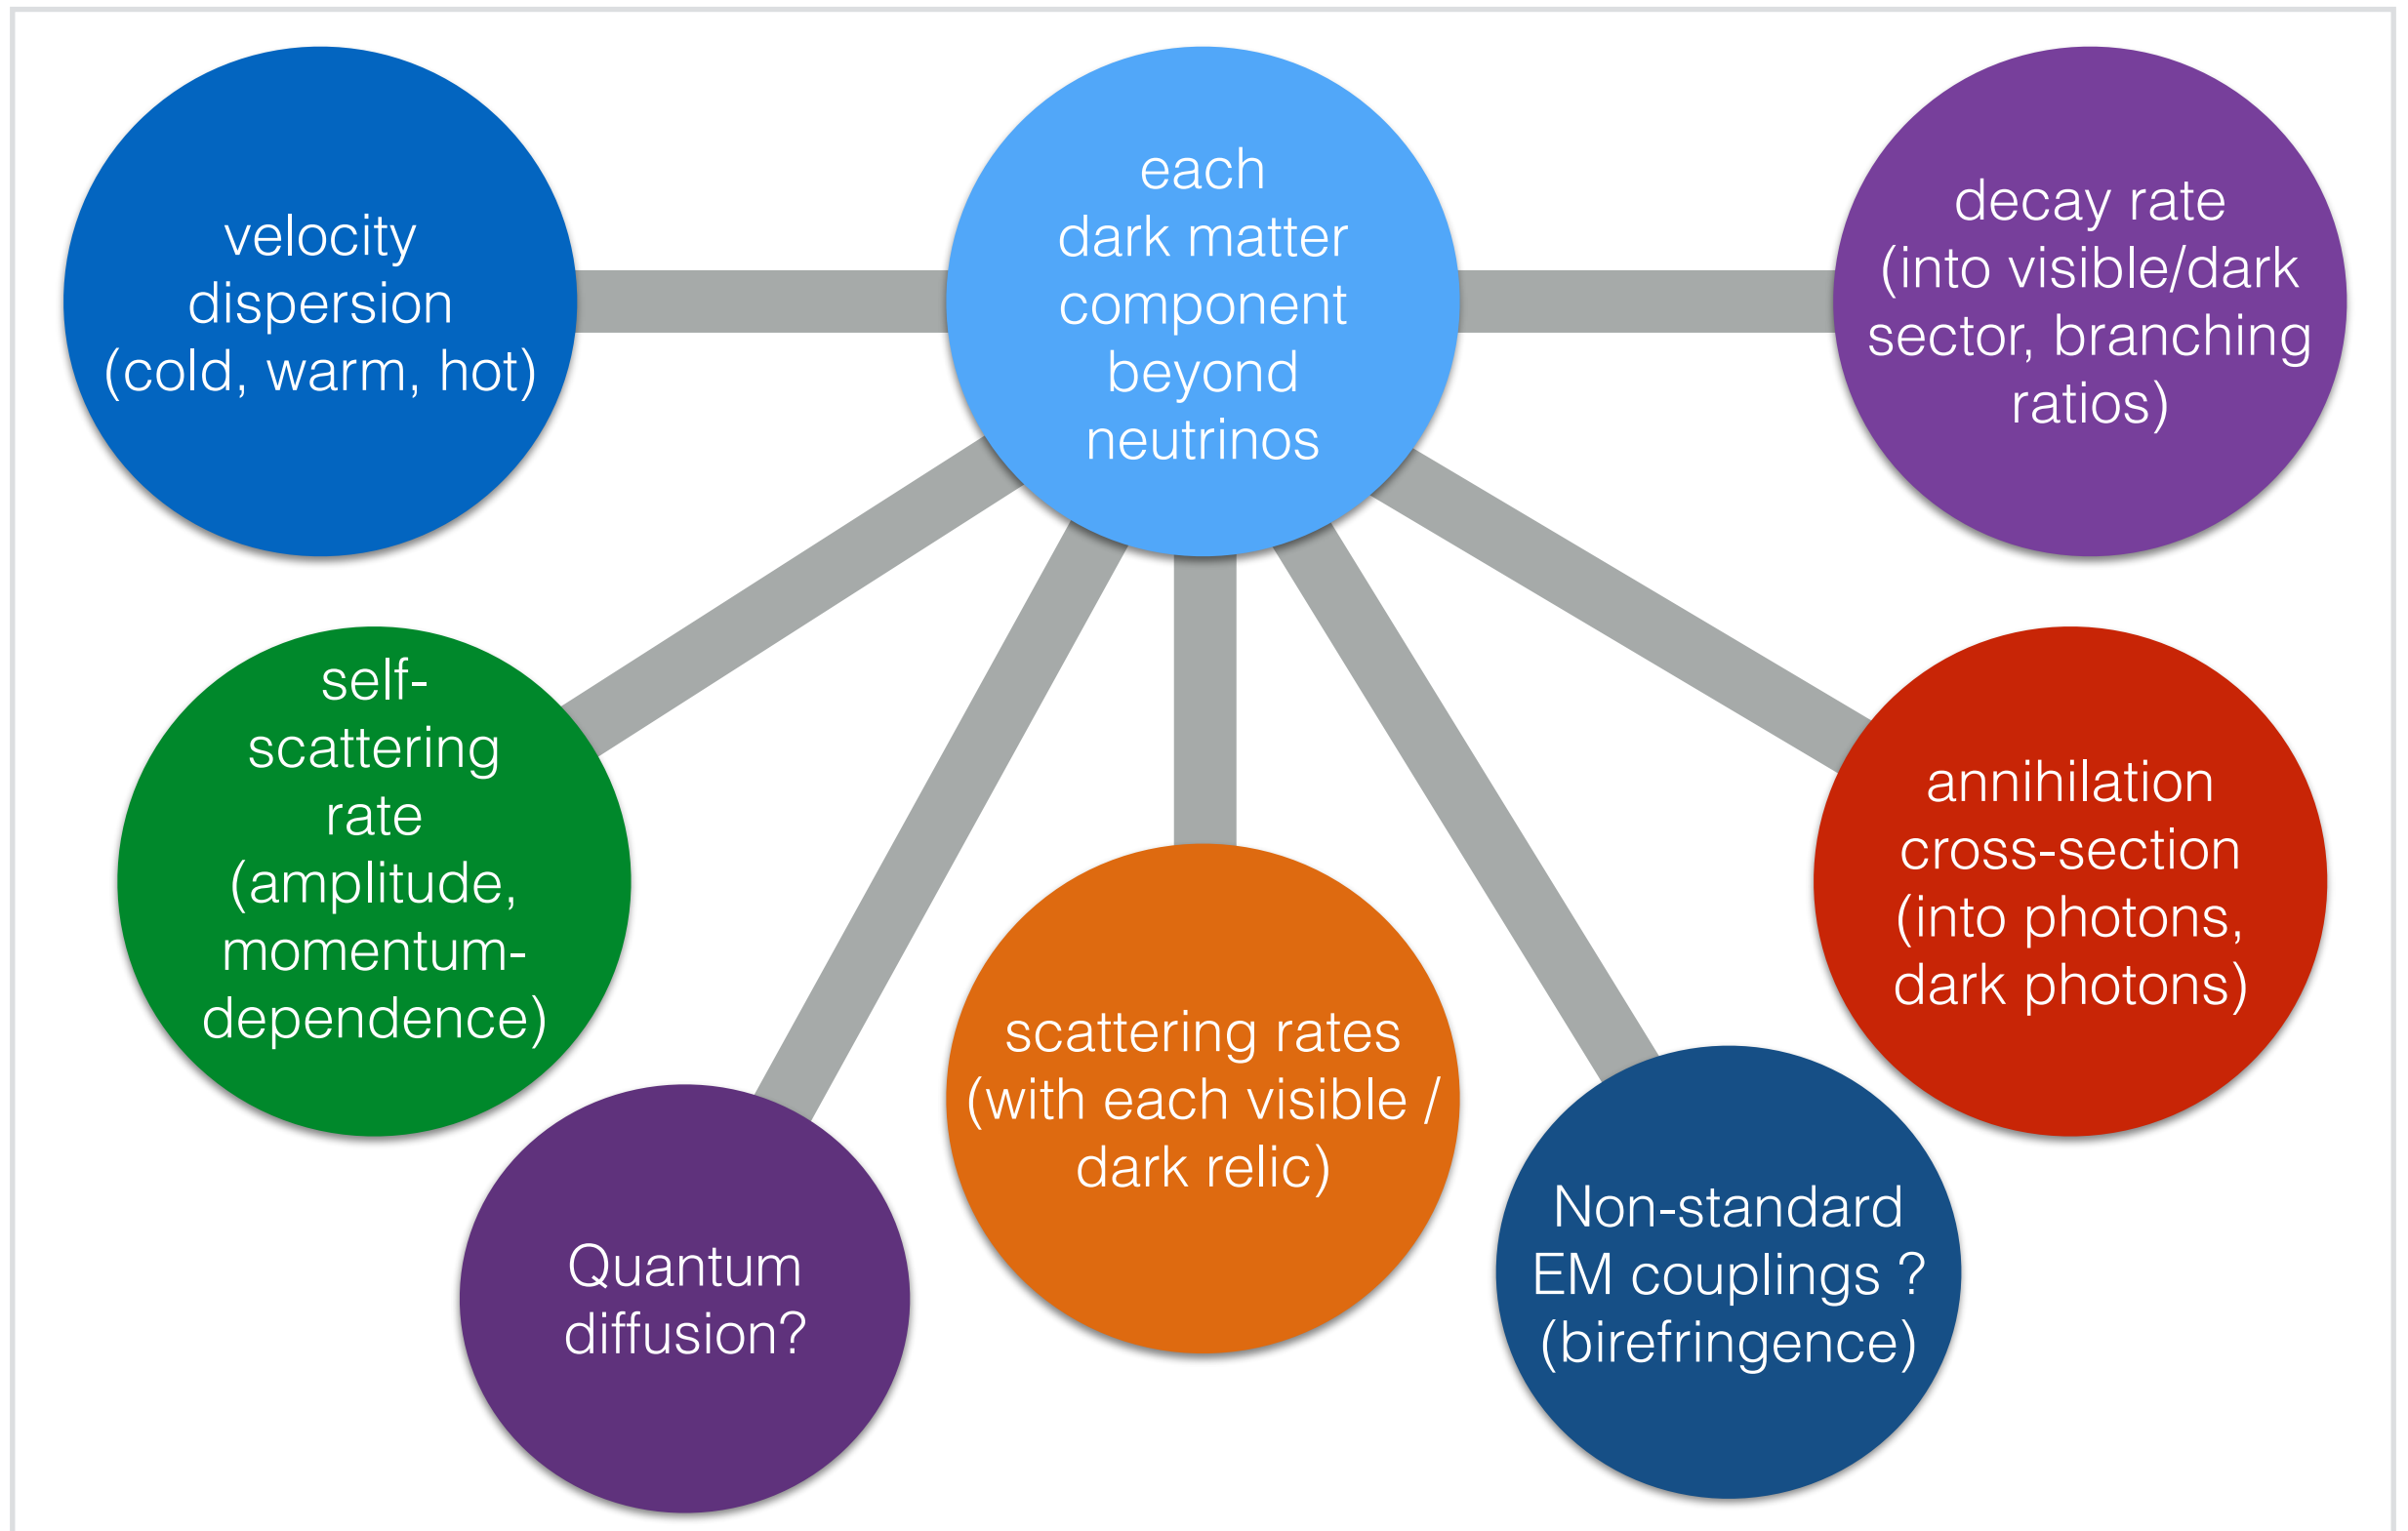 velocity
dispersion
(cold, warm, hot)
each
dark matter
component
beyond
neutrinos
decay rate
(into visible/dark
sector, branching
ratios)
self-
scattering
rate
(amplitude,
momentum-
dependence)
annihilation
cross-section
(into photons,
dark photons)
scattering rates
(with each visible /
dark relic)
Quantum
diffusion?
Non-standard
EM couplings ?
(birefringence)